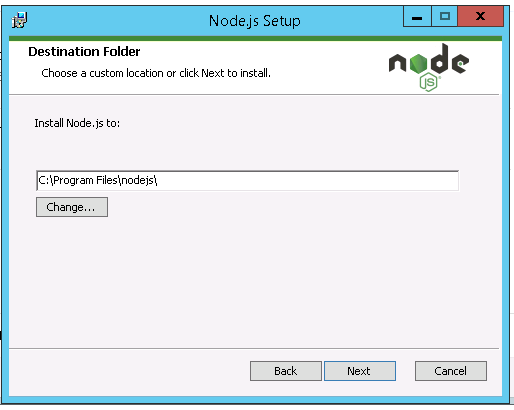 Node.js Setup
Destination Folder
Choose a custom location or click Next to install.
node
JS
Install Node.js to:
C:\Program Files\nodejs\
Change...
Back
Next
Cancel